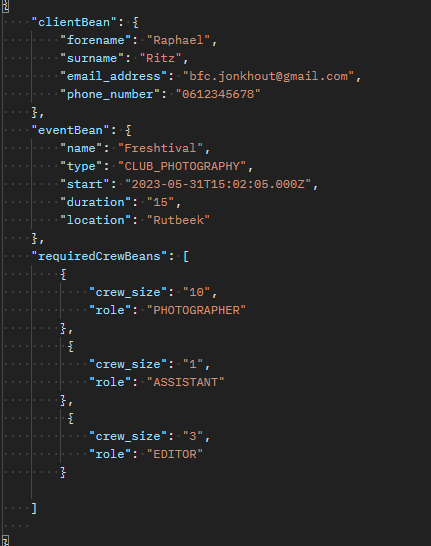 {
    "clientBean": {
        "forename": "Raphael",
        "surname": "Ritz",
        "email_address": "bfc.jonkhout@gmail.com",
        "phone_number": "0612345678"
    },
    "eventBean": {
        "name": "Freshtival",
        "type": "CLUB_PHOTOGRAPHY",
        "start": "2023-05-31T15:02:05.000Z",
        "duration": "15",
        "location": "Rutbeek"
    },
    "requiredCrewBeans": [
        {
            "crew_size": "10",
            "role": "PHOTOGRAPHER"
        },
         {
            "crew_size": "1",
            "role": "ASSISTANT"
        },
         {
            "crew_size": "3",
            "role": "EDITOR"
        }

    ]

}